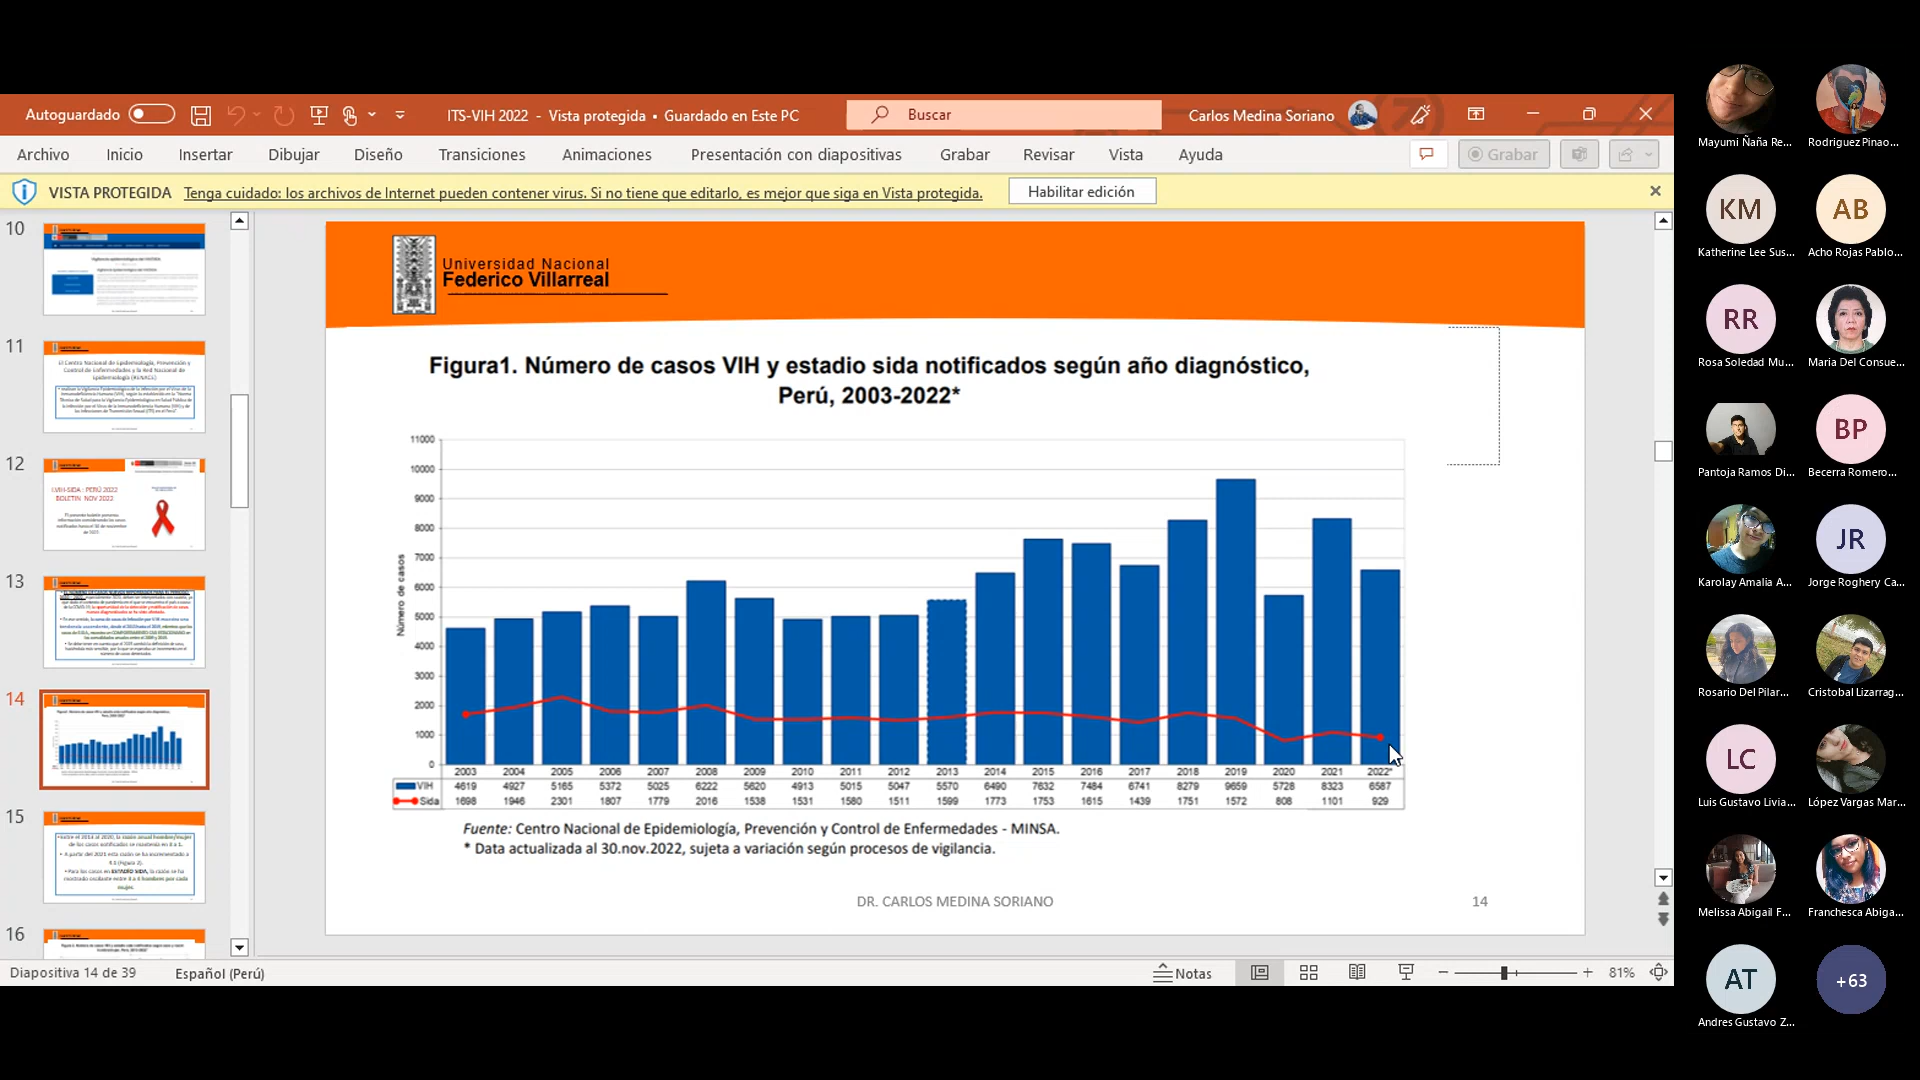 Autoguardado
ITS-VIH 2022 - Vista protegida • Guardado en Este PC
Buscar
Carlos Medina Soriano
Archivo Inicio Insertar Dibujar Diseño Transiciones Animaciones Presentación con diapositivas Grabar Revisar Vista Ayuda
Grabar
VISTA PROTEGIDA Tenga cuidado: los archivos de Internet pueden contener virus. Si no tiene que editarlo, es mejor que siga en Vista protegida.
Habilitar edición
10
11
12
13
14
15
16
Universidad Nacional
Federico Villarreal
Figura1. Número de casos VIH y estadio sida notificados según año diagnóstico,
Perú, 2003-2022*
Número de casos
11000
10000
9000
8000
7000
6000
5000
4000
3000
2000
1000
0
2003 2004 2005 2006 2007 2008 2009 2010 2011 2012 2013 2014 2015 2016 2017 2018 2019 2020 2021 2022*
VIH 4619 4927 5165 5372 5025 6222 5620 4913 5015 5047 5570 6490 7632 7484 6741 8279 9659 5728 8323 6587
Sida 1698 1946 2301 1807 1779 2016 1538 1531 1580 1511 1599 1773 1753 1615 1439 1751 1572 808 1101 929
Fuente: Centro Nacional de Epidemiología, Prevención y Control de Enfermedades - MINSA.
* Data actualizada al 30.nov.2022, sujeta a variación según procesos de vigilancia.
DR. CARLOS MEDINA SORIANO
14
Diapositiva 14 de 39
Español (Perú)
Notas
81%
Mayumi Ñaña Re...
Rodriguez Pinao...
KM
Katherine Lee Sus...
AB
Acho Rojas Pablo...
RR
Rosa Soledad Mu...
Maria Del Consue...
Pantoja Ramos Di...
BP
Becerra Romero...
Karolay Amalia A...
JR
Jorge Roghery Ca...
Rosario Del Pilar...
Cristobal Lizarrag...
LC
Luis Gustavo Livia...
López Vargas Mar...
Melissa Abigail F...
Franchesca Abiga...
AT
Andres Gustavo Z...
+63